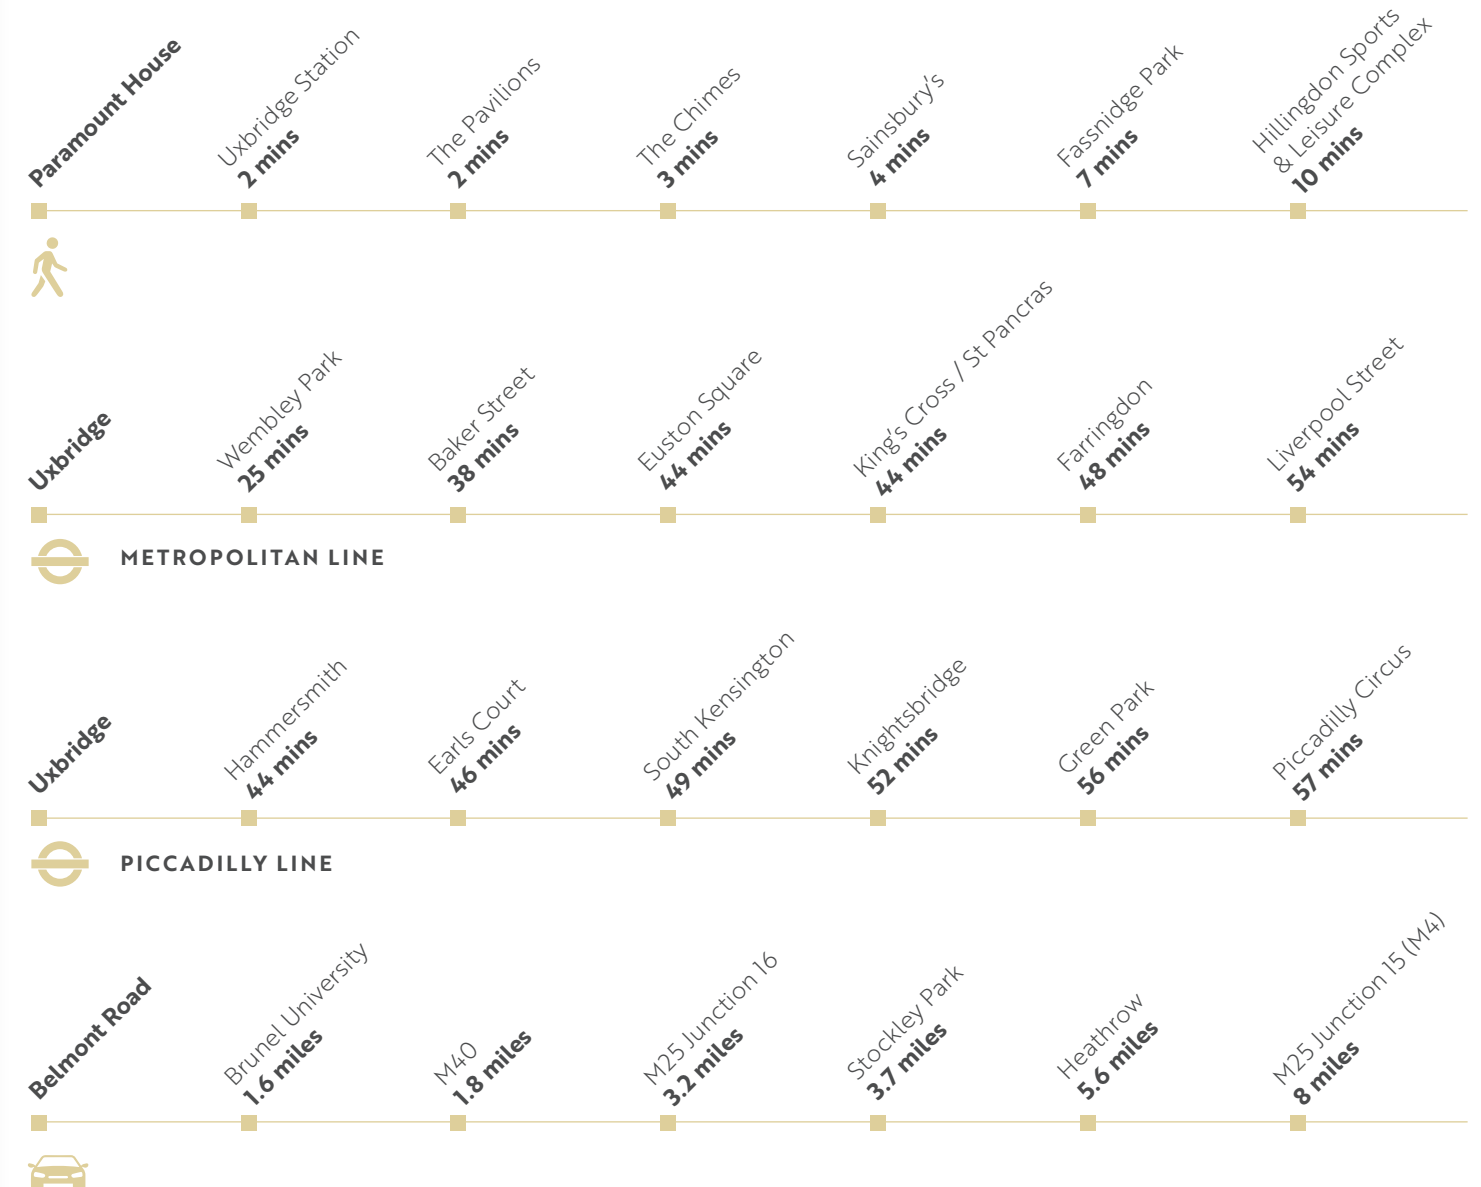 Paramount House
Uxbridge Station
2 mins
The Pavilions
2 mins
The Chimes
3 mins
Sainsbury's
4 mins
Fassnidge Park
7 mins
Hillingdon Sports
& Leisure Complex
10 mins
Uxbridge
Wembley Park
25 mins
Baker Street
38 mins
Euston Square
44 mins
King's Cross / St Pancras
44 mins
Farringdon
48 mins
Liverpool Street
54 mins
METROPOLITAN LINE
Uxbridge
Hammersmith
44 mins
Earls Court
46 mins
South Kensington
49 mins
Knightsbridge
52 mins
Green Park
56 mins
Piccadilly Circus
57 mins
PICCADILLY LINE
Belmont Road
Brunel University
1.6 miles
M40
1.8 miles
M25 Junction 16
3.2 miles
Stockley Park
3.7 miles
Heathrow
5.6 miles
M25 Junction 15 (M4)
8 miles